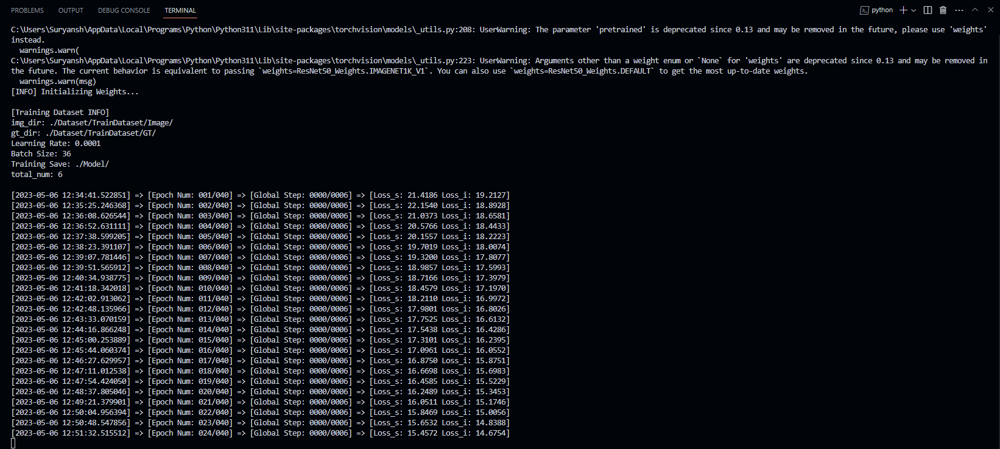 PROBLEMS OUTPUT DEBUG CONSOLE TERMINAL python
C:\Users\Suryansh\AppData\Local\Programs\Python\Python311\Lib\site-packages\torchvision\models\_utils.py:208: UserWarning: The parameter 'pretrained' is deprecated since 0.13 and may be removed in the future, please use 'weights'
instead.
  warnings.warn(
C:\Users\Suryansh\AppData\Local\Programs\Python\Python311\Lib\site-packages\torchvision\models\_utils.py:223: UserWarning: Arguments other than a weight enum or `None` for 'weights' are deprecated since 0.13 and may be removed in
the future. The current behavior is equivalent to passing `weights=ResNet50_Weights.IMAGENET1K_V1`. You can also use `weights=ResNet50_Weights.DEFAULT` to get the most up-to-date weights.
  warnings.warn(msg)
[INFO] Initializing Weights...
[Training Dataset INFO]
img_dir: ./Dataset/TrainDataset/Image/
gt_dir: ./Dataset/TrainDataset/GT/
Learning Rate: 0.0001
Batch Size: 36
Training Save: ./Model/
total_num: 6
[2023-05-06 12:34:41.522851] => [Epoch Num: 001/040] => [Global Step: 0000/0006] => [Loss_s: 21.4186 Loss_i: 19.2127]
[2023-05-06 12:35:25.246368] => [Epoch Num: 002/040] => [Global Step: 0000/0006] => [Loss_s: 22.1540 Loss_i: 18.8928]
[2023-05-06 12:36:08.626544] => [Epoch Num: 003/040] => [Global Step: 0000/0006] => [Loss_s: 21.0373 Loss_i: 18.6581]
[2023-05-06 12:36:52.631111] => [Epoch Num: 004/040] => [Global Step: 0000/0006] => [Loss_s: 20.5766 Loss_i: 18.4433]
[2023-05-06 12:37:38.599205] => [Epoch Num: 005/040] => [Global Step: 0000/0006] => [Loss_s: 20.1557 Loss_i: 18.2223]
[2023-05-06 12:38:23.391107] => [Epoch Num: 006/040] => [Global Step: 0000/0006] => [Loss_s: 19.7019 Loss_i: 18.0074]
[2023-05-06 12:39:07.781446] => [Epoch Num: 007/040] => [Global Step: 0000/0006] => [Loss_s: 19.3200 Loss_i: 17.8077]
[2023-05-06 12:39:51.565912] => [Epoch Num: 008/040] => [Global Step: 0000/0006] => [Loss_s: 18.9857 Loss_i: 17.5993]
[2023-05-06 12:40:34.938775] => [Epoch Num: 009/040] => [Global Step: 0000/0006] => [Loss_s: 18.7166 Loss_i: 17.3979]
[2023-05-06 12:41:18.342018] => [Epoch Num: 010/040] => [Global Step: 0000/0006] => [Loss_s: 18.4579 Loss_i: 17.1970]
[2023-05-06 12:42:02.913062] => [Epoch Num: 011/040] => [Global Step: 0000/0006] => [Loss_s: 18.2110 Loss_i: 16.9972]
[2023-05-06 12:42:48.135966] => [Epoch Num: 012/040] => [Global Step: 0000/0006] => [Loss_s: 17.9801 Loss_i: 16.8026]
[2023-05-06 12:43:33.070159] => [Epoch Num: 013/040] => [Global Step: 0000/0006] => [Loss_s: 17.7525 Loss_i: 16.6132]
[2023-05-06 12:44:16.866248] => [Epoch Num: 014/040] => [Global Step: 0000/0006] => [Loss_s: 17.5438 Loss_i: 16.4286]
[2023-05-06 12:45:00.253889] => [Epoch Num: 015/040] => [Global Step: 0000/0006] => [Loss_s: 17.3101 Loss_i: 16.2395]
[2023-05-06 12:45:44.060374] => [Epoch Num: 016/040] => [Global Step: 0000/0006] => [Loss_s: 17.0961 Loss_i: 16.0552]
[2023-05-06 12:46:27.629957] => [Epoch Num: 017/040] => [Global Step: 0000/0006] => [Loss_s: 16.8750 Loss_i: 15.8751]
[2023-05-06 12:47:11.012538] => [Epoch Num: 018/040] => [Global Step: 0000/0006] => [Loss_s: 16.6698 Loss_i: 15.6983]
[2023-05-06 12:47:54.424050] => [Epoch Num: 019/040] => [Global Step: 0000/0006] => [Loss_s: 16.4585 Loss_i: 15.5229]
[2023-05-06 12:48:37.805046] => [Epoch Num: 020/040] => [Global Step: 0000/0006] => [Loss_s: 16.2489 Loss_i: 15.3453]
[2023-05-06 12:49:21.379901] => [Epoch Num: 021/040] => [Global Step: 0000/0006] => [Loss_s: 16.0511 Loss_i: 15.1746]
[2023-05-06 12:50:04.956394] => [Epoch Num: 022/040] => [Global Step: 0000/0006] => [Loss_s: 15.8469 Loss_i: 15.0056]
[2023-05-06 12:50:48.547856] => [Epoch Num: 023/040] => [Global Step: 0000/0006] => [Loss_s: 15.6532 Loss_i: 14.8388]
[2023-05-06 12:51:32.515512] => [Epoch Num: 024/040] => [Global Step: 0000/0006] => [Loss_s: 15.4572 Loss_i: 14.6754]